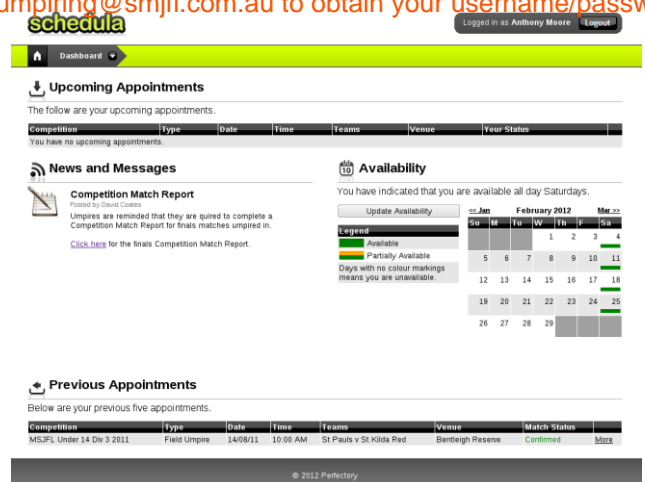 umpiring@smjfl.com.au to obtain your username/passw
schedula
Logged in as Anthony Moore Logout
Dashboard
Upcoming Appointments
The follow are your upcoming appointments.
Competition Type Date Time Teams Venue Your Status
You have no upcoming appointments.
News and Messages
Competition Match Report
Posted by David Coates
Umpires are reminded that they are quired to complete a
Competition Match Report for finals matches umpired in.
Click here for the finals Competition Match Report.
10 Availability
You have indicated that you are available all day Saturdays.
Update Availability
Legend
Available
Partially Available
Days with no colour markings
means you are unavailable.
<< Jan February 2012 Mar >>
Su M Tu W Th F Sa
1 2 3 4
5 6 7 8 9 10 11
12 13 14 15 16 17 18
19 20 21 22 23 24 25
26 27 28 29
Previous Appointments
Below are your previous five appointments.
Competition Type Date Time Teams Venue Match Status
MSJFL Under 14 Div 3 2011 Field Umpire 14/08/11 10:00 AM St Pauls v St Kilda Red Bentleigh Reserve Confirmed More
© 2012 Perfectory